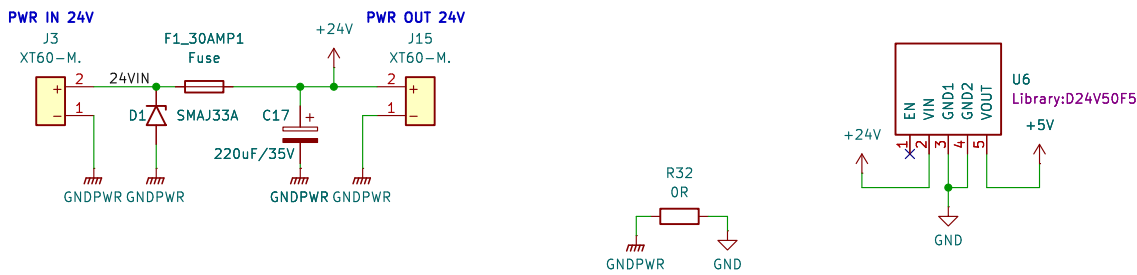 PWR IN 24V
J3
XT60-M.
2
1
+
−
24VIN
F1_30AMP1
Fuse
D1
SMAJ33A
C17
+
220uF/35V
+24V
PWR OUT 24V
J15
XT60-M.
2
1
+
−
GNDPWR
GNDPWR
GNDPWR
GNDPWR
R32
0R
GNDPWR
GND
U6
Library:D24V50F5
EN
VIN
GND1
GND2
VOUT
1
2
3
4
5
+24V
+5V
GND